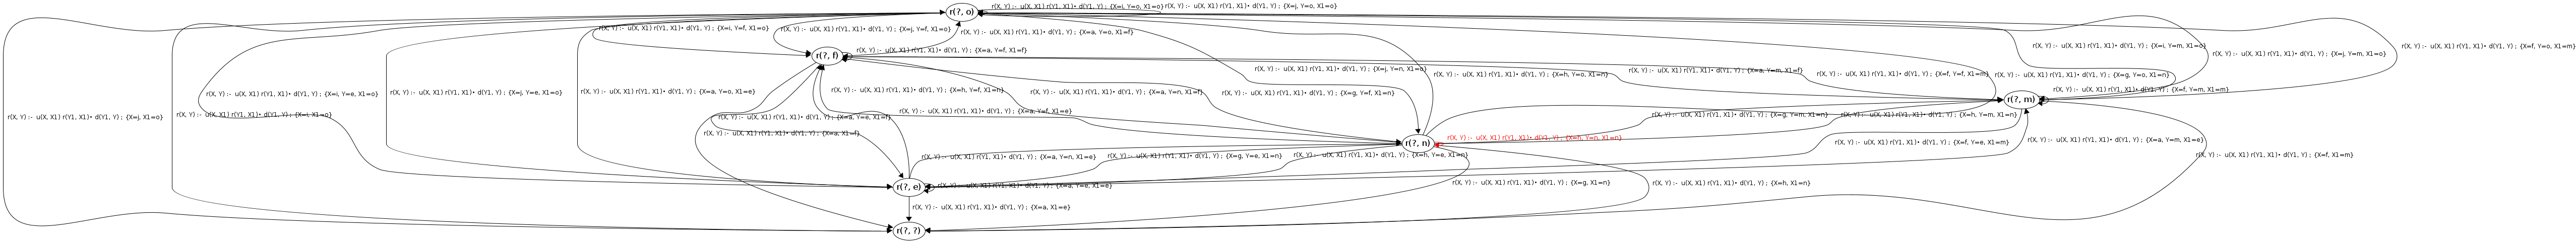 r(X, Y) :-  u(X, X1) r(Y1, X1)• d(Y1, Y) ;  {X=i, Y=o, X1=o}
r(X, Y) :-  u(X, X1) r(Y1, X1)• d(Y1, Y) ;  {X=j, Y=o, X1=o}
r(?, o)
r(X, Y) :-  u(X, X1) r(Y1, X1)• d(Y1, Y) ;  {X=i, Y=f, X1=o}
r(X, Y) :-  u(X, X1) r(Y1, X1)• d(Y1, Y) ;  {X=j, Y=f, X1=o}
r(X, Y) :-  u(X, X1) r(Y1, X1)• d(Y1, Y) ;  {X=a, Y=o, X1=f}
r(X, Y) :-  u(X, X1) r(Y1, X1)• d(Y1, Y) ;  {X=i, Y=m, X1=o}
r(X, Y) :-  u(X, X1) r(Y1, X1)• d(Y1, Y) ;  {X=f, Y=o, X1=m}
r(X, Y) :-  u(X, X1) r(Y1, X1)• d(Y1, Y) ;  {X=a, Y=f, X1=f}
r(X, Y) :-  u(X, X1) r(Y1, X1)• d(Y1, Y) ;  {X=j, Y=m, X1=o}
r(?, f)
r(X, Y) :-  u(X, X1) r(Y1, X1)• d(Y1, Y) ;  {X=j, Y=n, X1=o}
r(X, Y) :-  u(X, X1) r(Y1, X1)• d(Y1, Y) ;  {X=h, Y=o, X1=n}
r(X, Y) :-  u(X, X1) r(Y1, X1)• d(Y1, Y) ;  {X=a, Y=m, X1=f}
r(X, Y) :-  u(X, X1) r(Y1, X1)• d(Y1, Y) ;  {X=f, Y=f, X1=m}
r(X, Y) :-  u(X, X1) r(Y1, X1)• d(Y1, Y) ;  {X=g, Y=o, X1=n}
r(X, Y) :-  u(X, X1) r(Y1, X1)• d(Y1, Y) ;  {X=i, Y=e, X1=o}
r(X, Y) :-  u(X, X1) r(Y1, X1)• d(Y1, Y) ;  {X=j, Y=e, X1=o}
r(X, Y) :-  u(X, X1) r(Y1, X1)• d(Y1, Y) ;  {X=a, Y=o, X1=e}
r(X, Y) :-  u(X, X1) r(Y1, X1)• d(Y1, Y) ;  {X=h, Y=f, X1=n}
r(X, Y) :-  u(X, X1) r(Y1, X1)• d(Y1, Y) ;  {X=a, Y=n, X1=f}
r(X, Y) :-  u(X, X1) r(Y1, X1)• d(Y1, Y) ;  {X=g, Y=f, X1=n}
r(X, Y) :-  u(X, X1) r(Y1, X1)• d(Y1, Y) ;  {X=f, Y=m, X1=m}
r(?, m)
r(X, Y) :-  u(X, X1) r(Y1, X1)• d(Y1, Y) ;  {X=j, X1=o}
r(X, Y) :-  u(X, X1) r(Y1, X1)• d(Y1, Y) ;  {X=i, X1=o}
r(X, Y) :-  u(X, X1) r(Y1, X1)• d(Y1, Y) ;  {X=a, Y=e, X1=f}
r(X, Y) :-  u(X, X1) r(Y1, X1)• d(Y1, Y) ;  {X=a, Y=f, X1=e}
r(X, Y) :-  u(X, X1) r(Y1, X1)• d(Y1, Y) ;  {X=g, Y=m, X1=n}
r(X, Y) :-  u(X, X1) r(Y1, X1)• d(Y1, Y) ;  {X=h, Y=m, X1=n}
r(X, Y) :-  u(X, X1) r(Y1, X1)• d(Y1, Y) ;  {X=a, X1=f}
r(?, n)
r(X, Y) :-  u(X, X1) r(Y1, X1)• d(Y1, Y) ;  {X=h, Y=n, X1=n}
r(X, Y) :-  u(X, X1) r(Y1, X1)• d(Y1, Y) ;  {X=f, Y=e, X1=m}
r(X, Y) :-  u(X, X1) r(Y1, X1)• d(Y1, Y) ;  {X=a, Y=m, X1=e}
r(X, Y) :-  u(X, X1) r(Y1, X1)• d(Y1, Y) ;  {X=a, Y=n, X1=e}
r(X, Y) :-  u(X, X1) r(Y1, X1)• d(Y1, Y) ;  {X=g, Y=e, X1=n}
r(X, Y) :-  u(X, X1) r(Y1, X1)• d(Y1, Y) ;  {X=h, Y=e, X1=n}
r(X, Y) :-  u(X, X1) r(Y1, X1)• d(Y1, Y) ;  {X=f, X1=m}
r(?, e)
r(X, Y) :-  u(X, X1) r(Y1, X1)• d(Y1, Y) ;  {X=a, Y=e, X1=e}
r(X, Y) :-  u(X, X1) r(Y1, X1)• d(Y1, Y) ;  {X=g, X1=n}
r(X, Y) :-  u(X, X1) r(Y1, X1)• d(Y1, Y) ;  {X=h, X1=n}
r(X, Y) :-  u(X, X1) r(Y1, X1)• d(Y1, Y) ;  {X=a, X1=e}
r(?, ?)